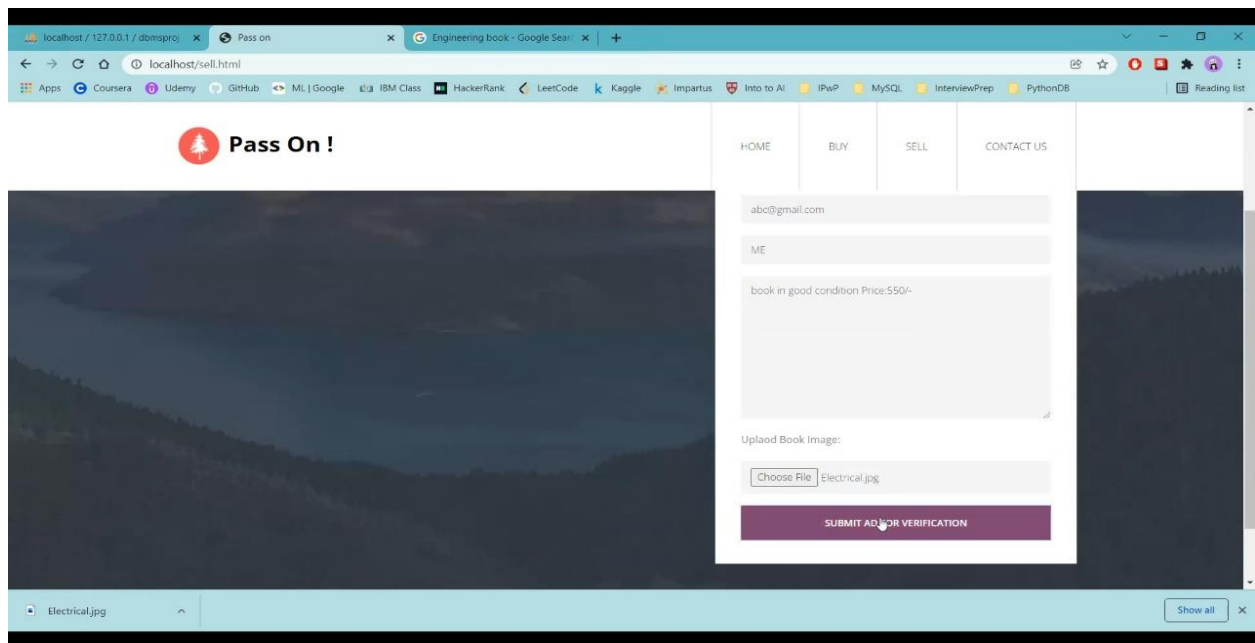 localhost / 127.0.0.1 / dbmsproj
Pass on
Engineering book - Google Sear
localhost/sell.html
Apps Coursera Udemy GitHub ML | Google IBM Class HackerRank LeetCode Kaggle Impartus Into to AI IPwP MySQL InterviewPrep PythonDB Reading list
Pass On !
HOME BUY SELL CONTACT US
abc@gmail.com
ME
book in good condition Price:550/-
Uplaod Book Image:
Choose File Electrical.jpg
SUBMIT AD FOR VERIFICATION
Electrical.jpg
Show all